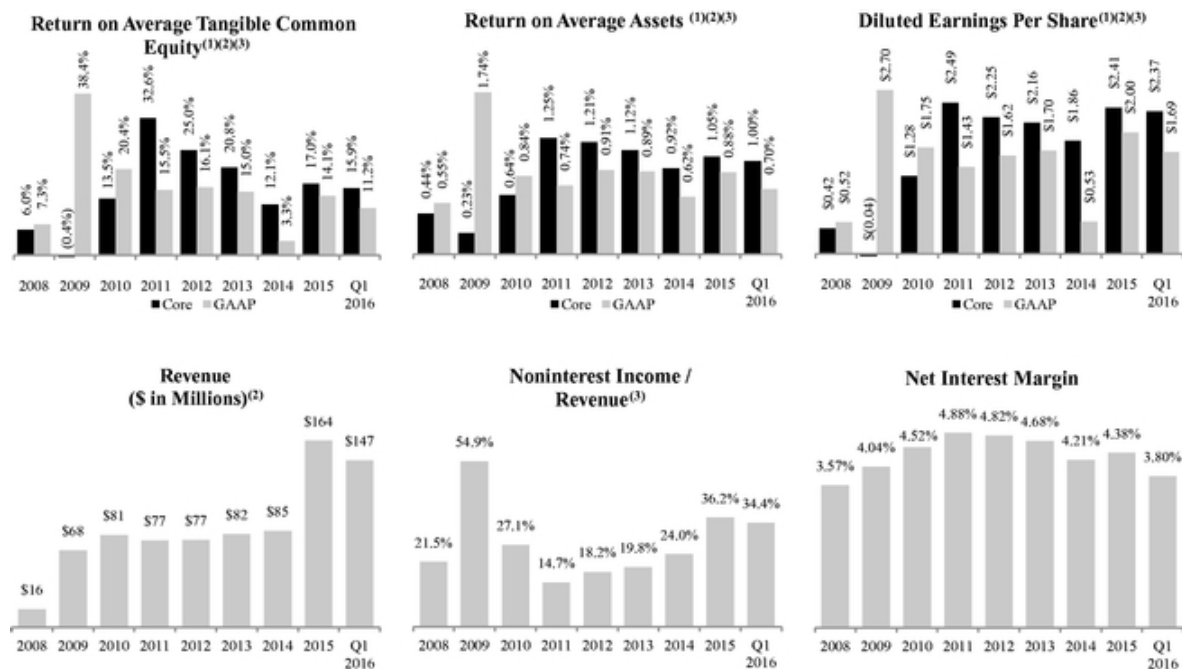 Return on Average Tangible Common
Equity(1)(2)(3)
6.0%
7.3%
(0.4%)
38.4%
13.5%
20.4%
32.6%
15.5%
25.0%
16.1%
20.8%
15.0%
12.1%
3.3%
17.0%
14.1%
15.9%
11.2%
2008 2009 2010 2011 2012 2013 2014 2015 Q1
2016
Core GAAP
Return on Average Assets (1)(2)(3)
0.44%
0.55%
0.23%
1.74%
0.64%
0.84%
1.25%
0.74%
1.21%
0.91%
1.12%
0.89%
0.92%
0.62%
1.05%
0.88%
1.00%
0.70%
2008 2009 2010 2011 2012 2013 2014 2015 Q1
2016
Core GAAP
Diluted Earnings Per Share(1)(2)(3)
$0.42
$0.52
$(0.04)
$2.70
$1.28
$1.75
$2.49
$1.43
$2.25
$1.62
$2.16
$1.70
$1.86
$0.53
$2.41
$2.00
$2.37
$1.69
2008 2009 2010 2011 2012 2013 2014 2015 Q1
2016
Core GAAP
Revenue
($ in Millions)(2)
$16 $68 $81 $77 $77 $82 $85 $164 $147
2008 2009 2010 2011 2012 2013 2014 2015 Q1
2016
Noninterest Income /
Revenue(3)
21.5% 54.9% 27.1% 14.7% 18.2% 19.8% 24.0% 36.2% 34.4%
2008 2009 2010 2011 2012 2013 2014 2015 Q1
2016
Net Interest Margin
3.57% 4.04% 4.52% 4.88% 4.82% 4.68% 4.21% 4.38% 3.80%
2008 2009 2010 2011 2012 2013 2014 2015 Q1
2016